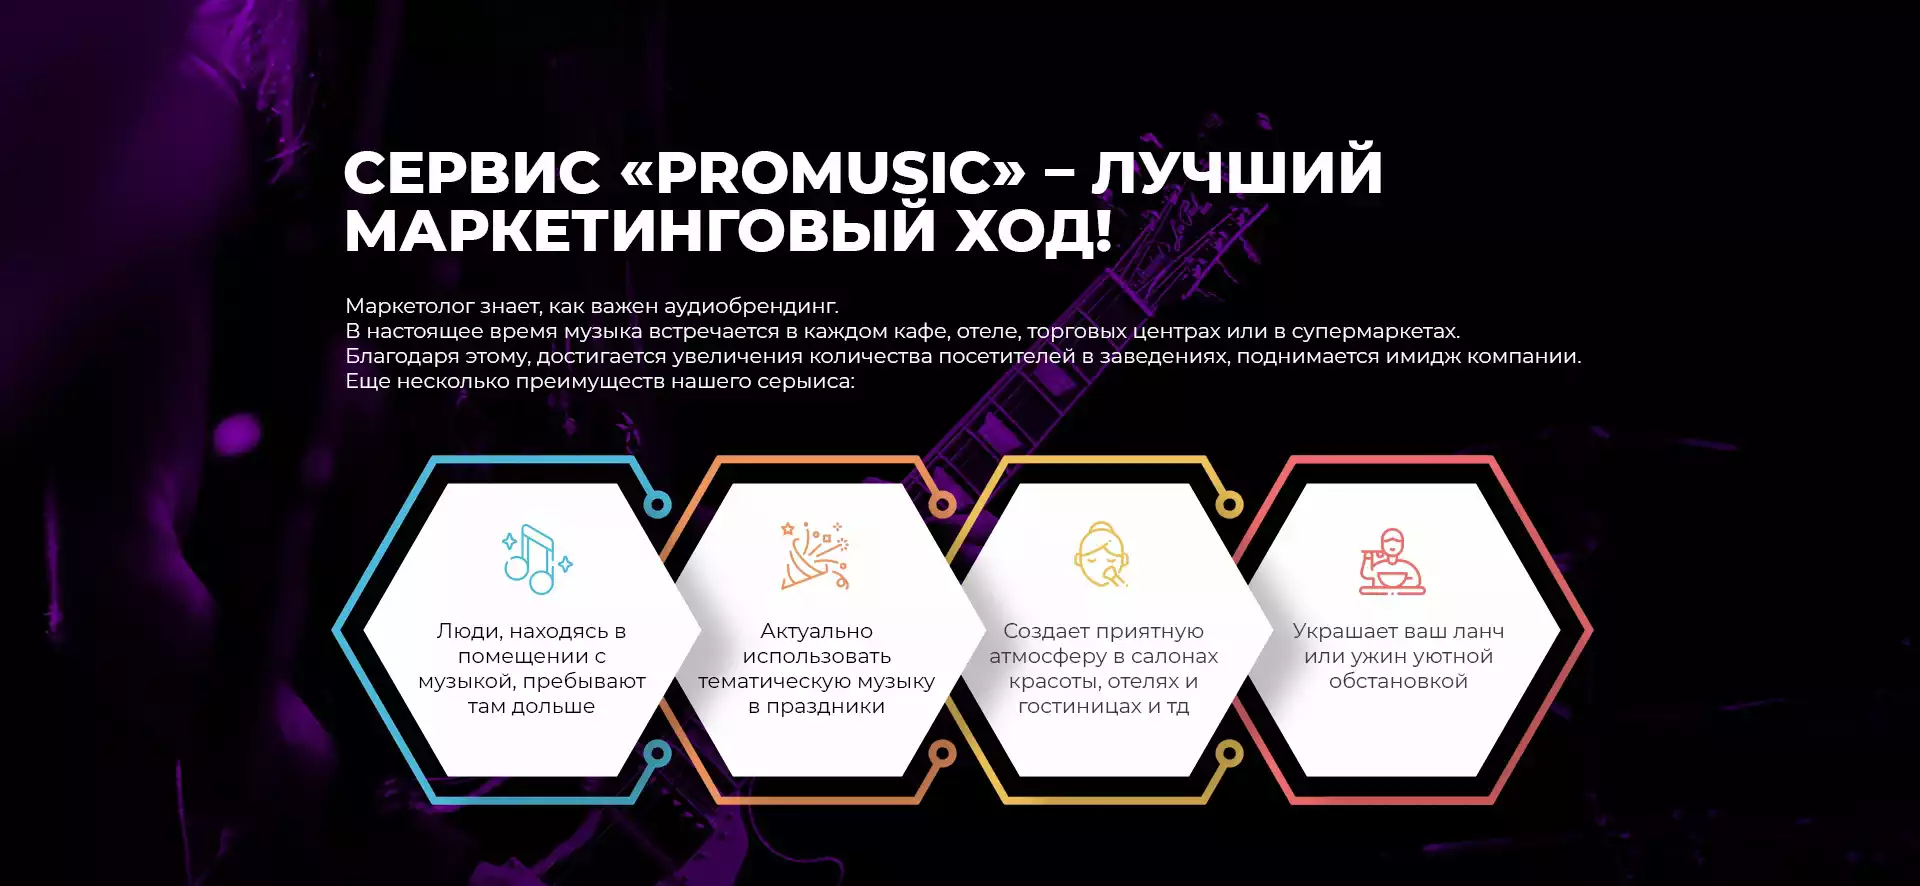 СЕРВИС «PROMUSIC» – ЛУЧШИЙ
МАРКЕТИНГОВЫЙ ХОД!
Маркетолог знает, как важен аудиобрендинг.
В настоящее время музыка встречается в каждом кафе, отеле, торговых центрах или в супермаркетах.
Благодаря этому, достигается увеличения количества посетителей в заведениях, поднимается имидж компании.
Еще несколько преимуществ нашего серыиса:
Люди, находясь в
помещении с
музыкой, пребывают
там дольше
Актуально
использовать
тематическую музыку
в праздники
Создает приятную
атмосферу в салонах
красоты, отелях и
гостиницах и тд
Украшает ваш ланч
или ужин уютной
обстановкой